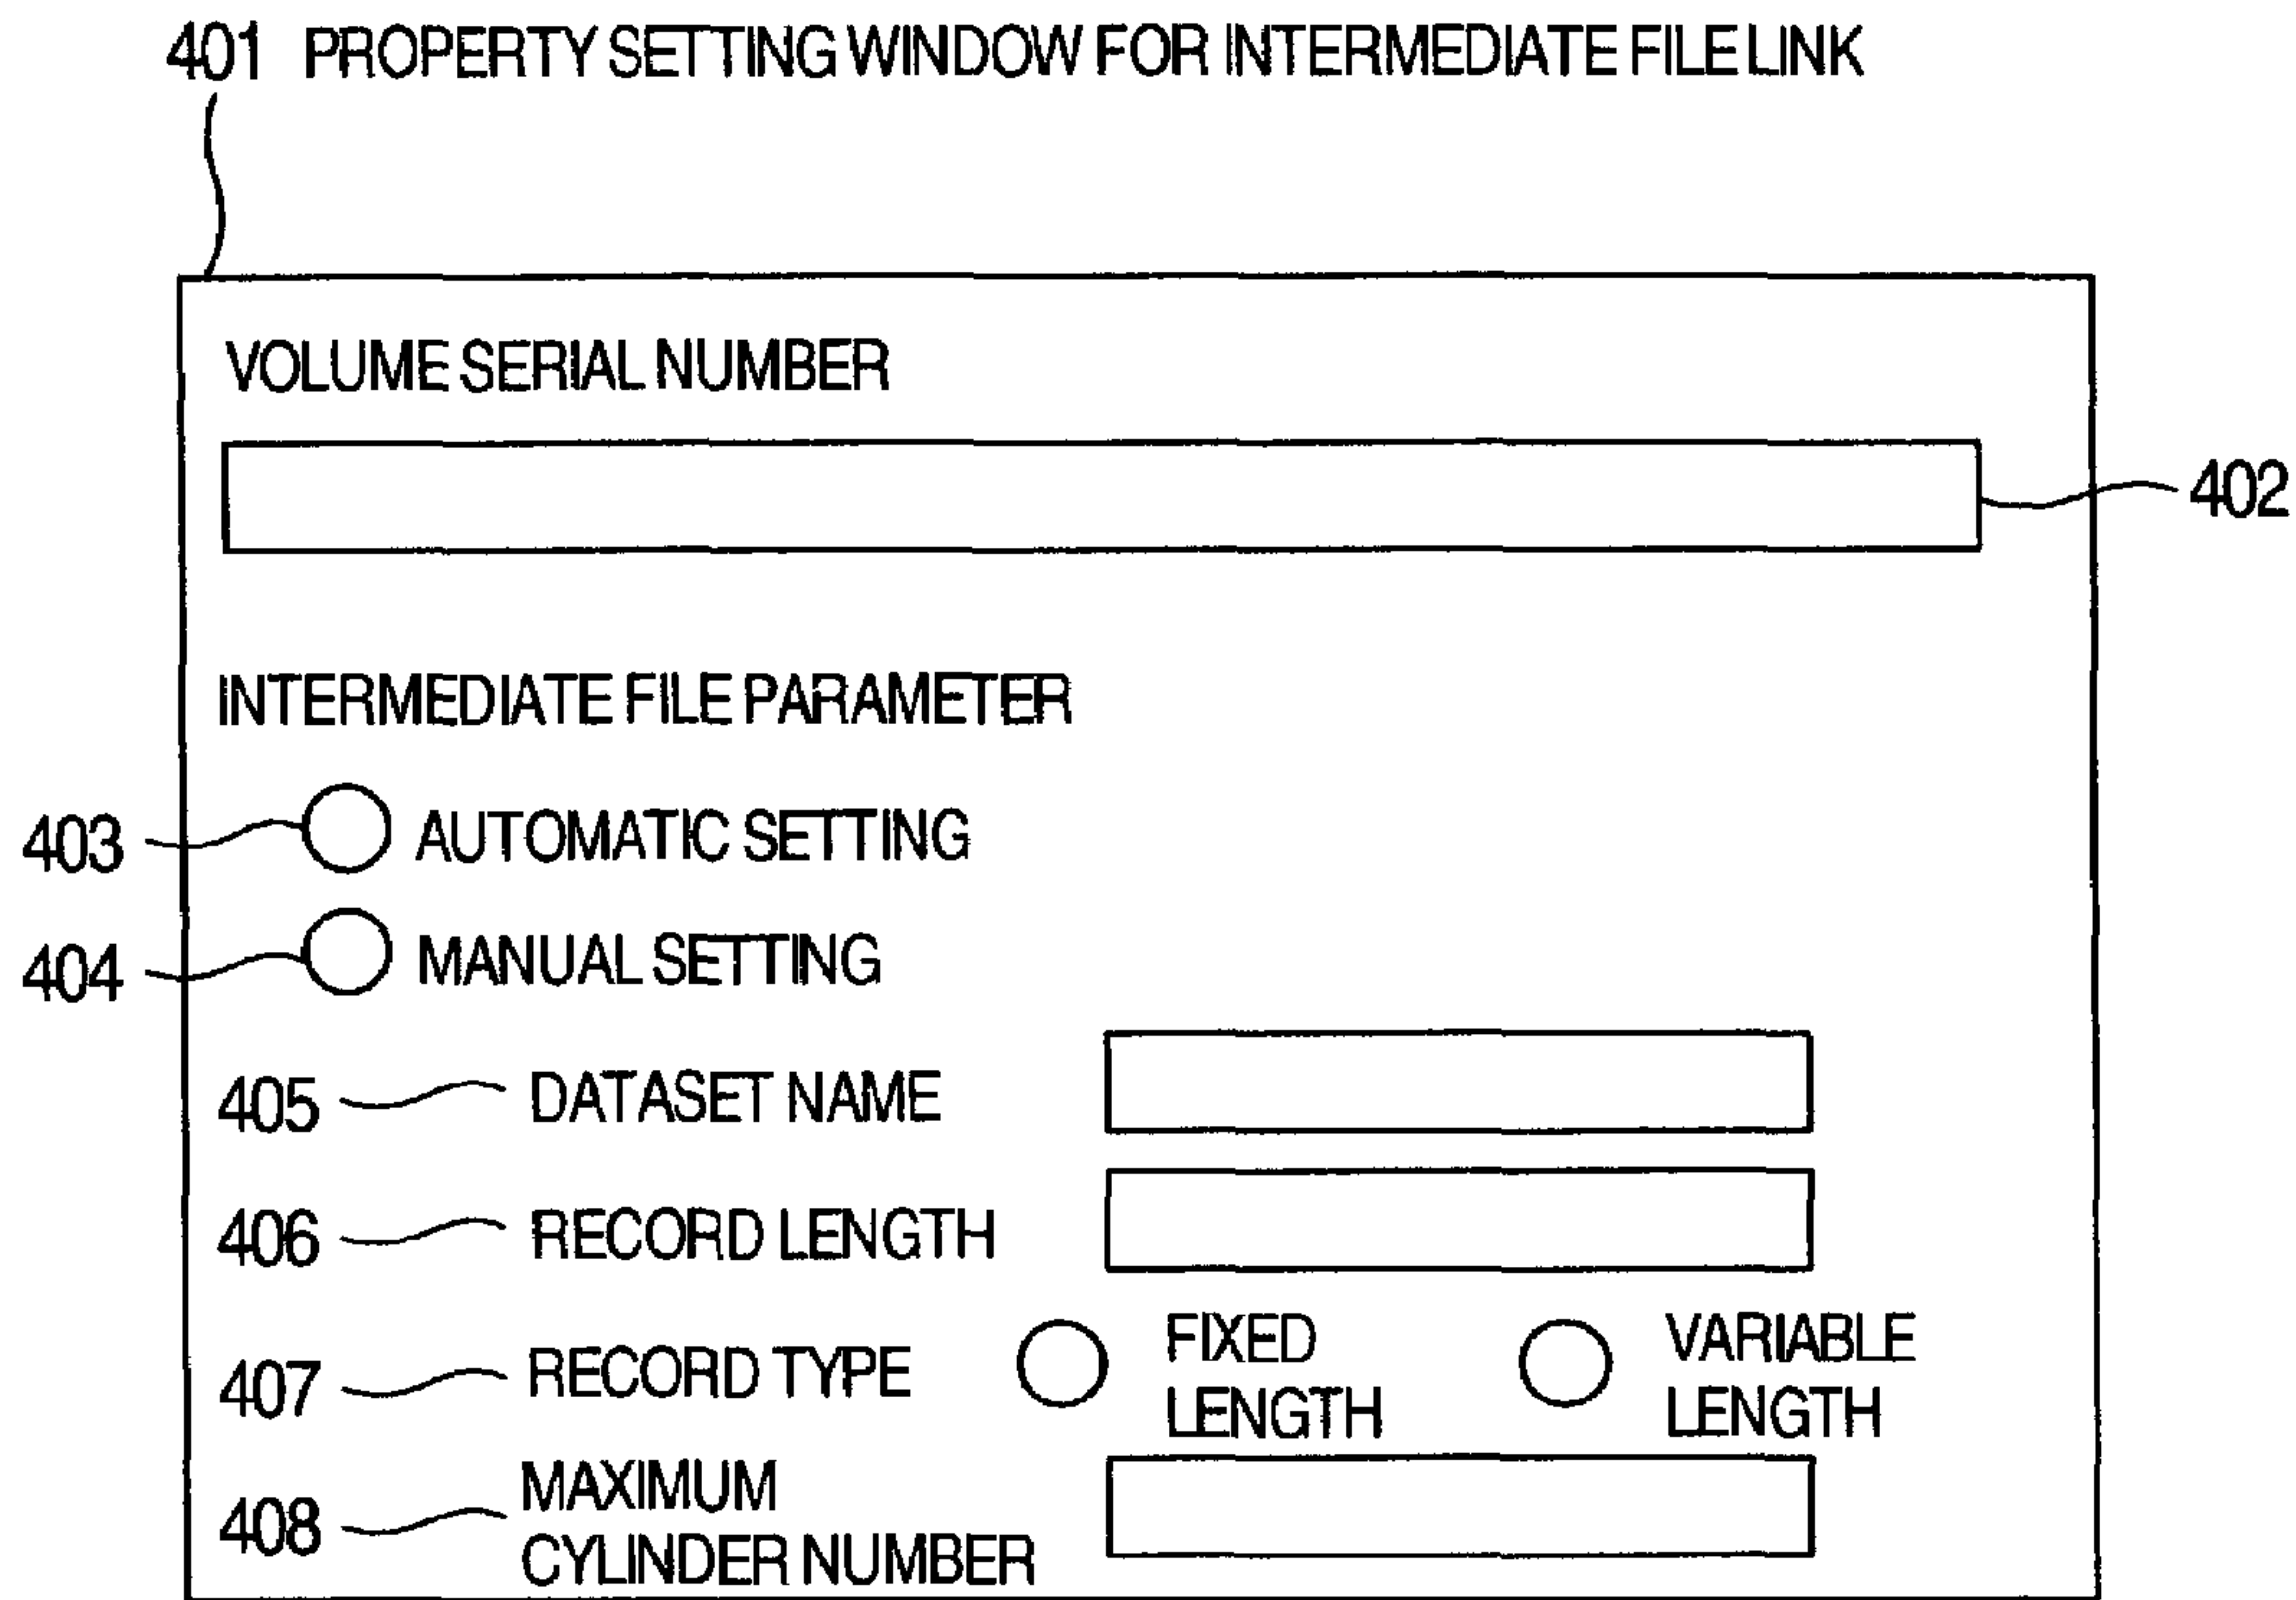 401 PROPERTY SETTING WINDOW FOR INTERMEDIATE FILE LINK
VOLUME SERIAL NUMBER
402
INTERMEDIATE FILE PARAMETER
403 AUTOMATIC SETTING
404 MANUAL SETTING
405 DATASET NAME
406 RECORD LENGTH
407 RECORD TYPE FIXED LENGTH VARIABLE LENGTH
408 MAXIMUM CYLINDER NUMBER